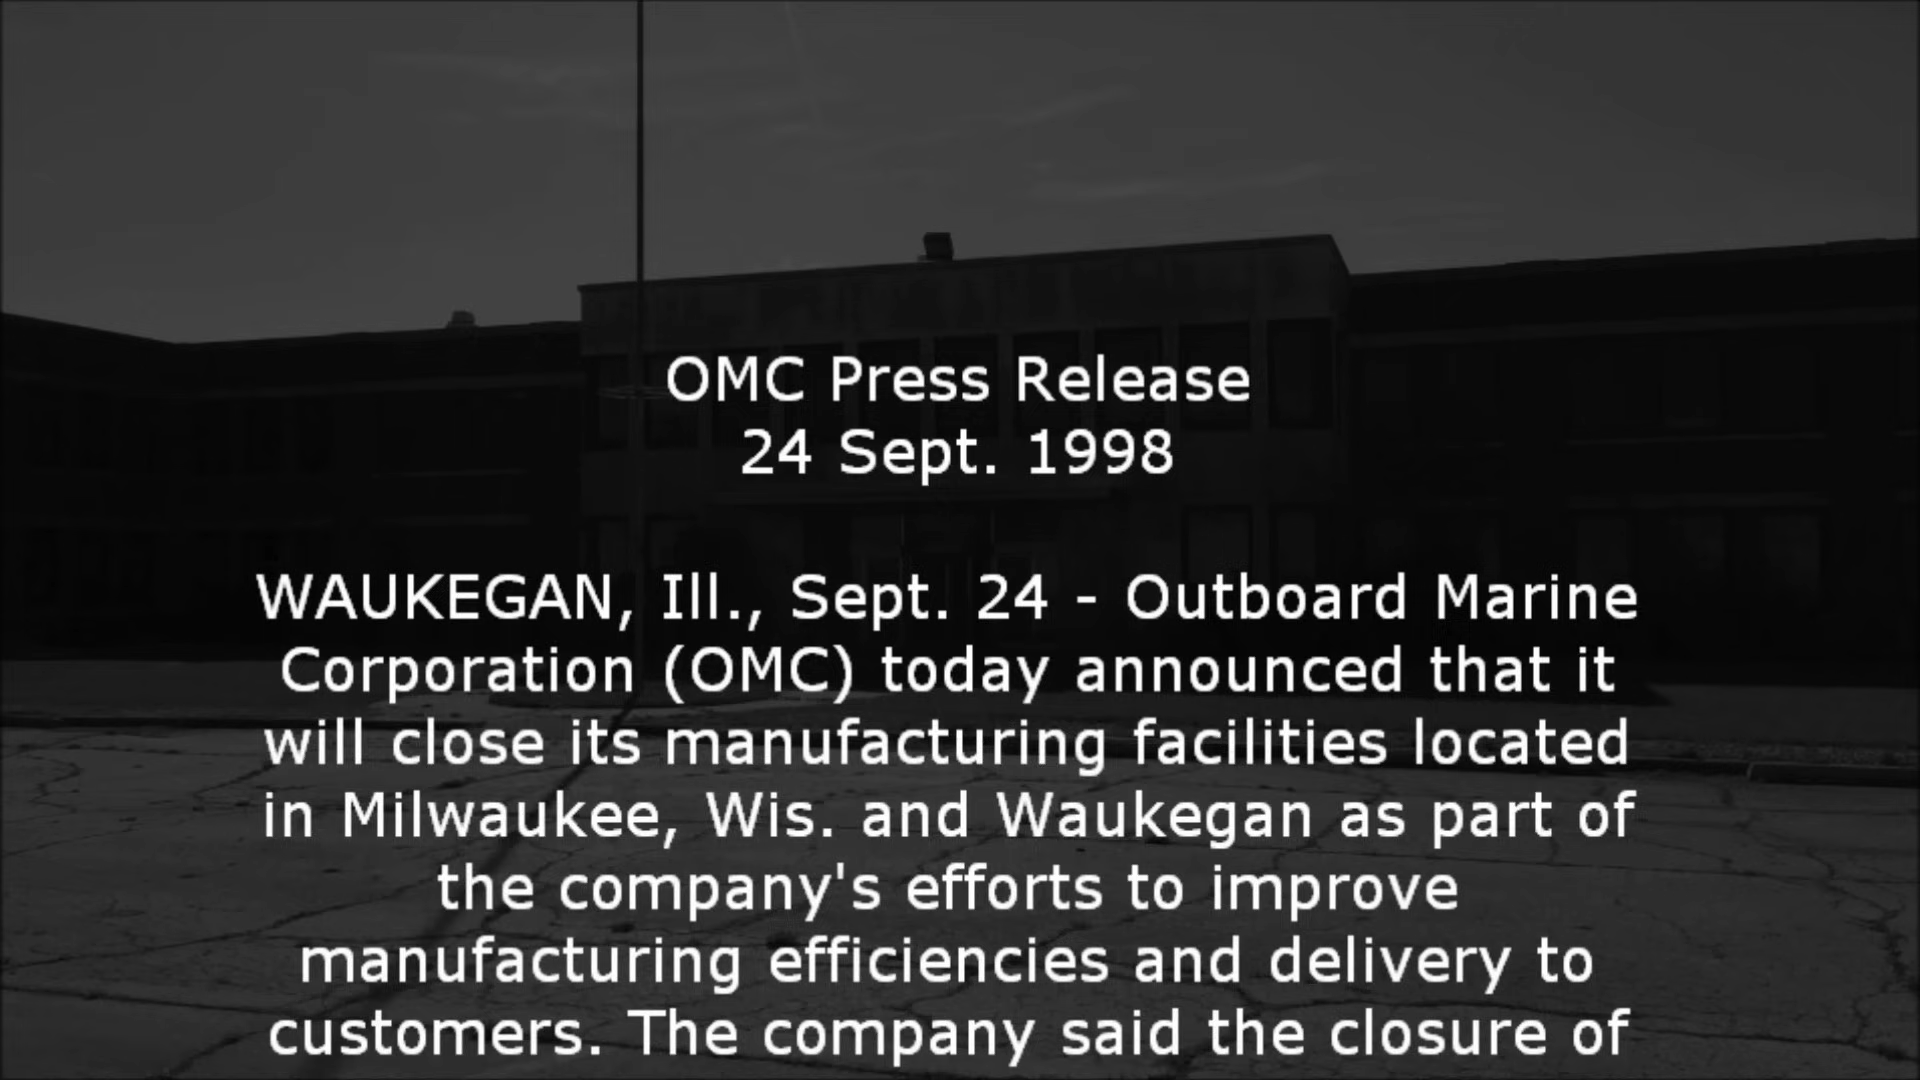 OMC Press Release
24 Sept. 1998
WAUKEGAN, Ill., Sept. 24 - Outboard Marine
Corporation (OMC) today announced that it
will close its manufacturing facilities located
in Milwaukee, Wis. and Waukegan as part of
the company's efforts to improve
manufacturing efficiencies and delivery to
customers. The company said the closure of